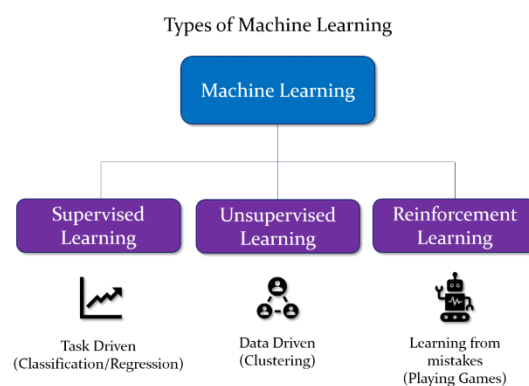 Types of Machine Learning
Machine Learning
Supervised
Learning
Unsupervised
Learning
Reinforcement
Learning
Task Driven
(Classification/Regression)
Data Driven
(Clustering)
Learning from
mistakes
(Playing Games)